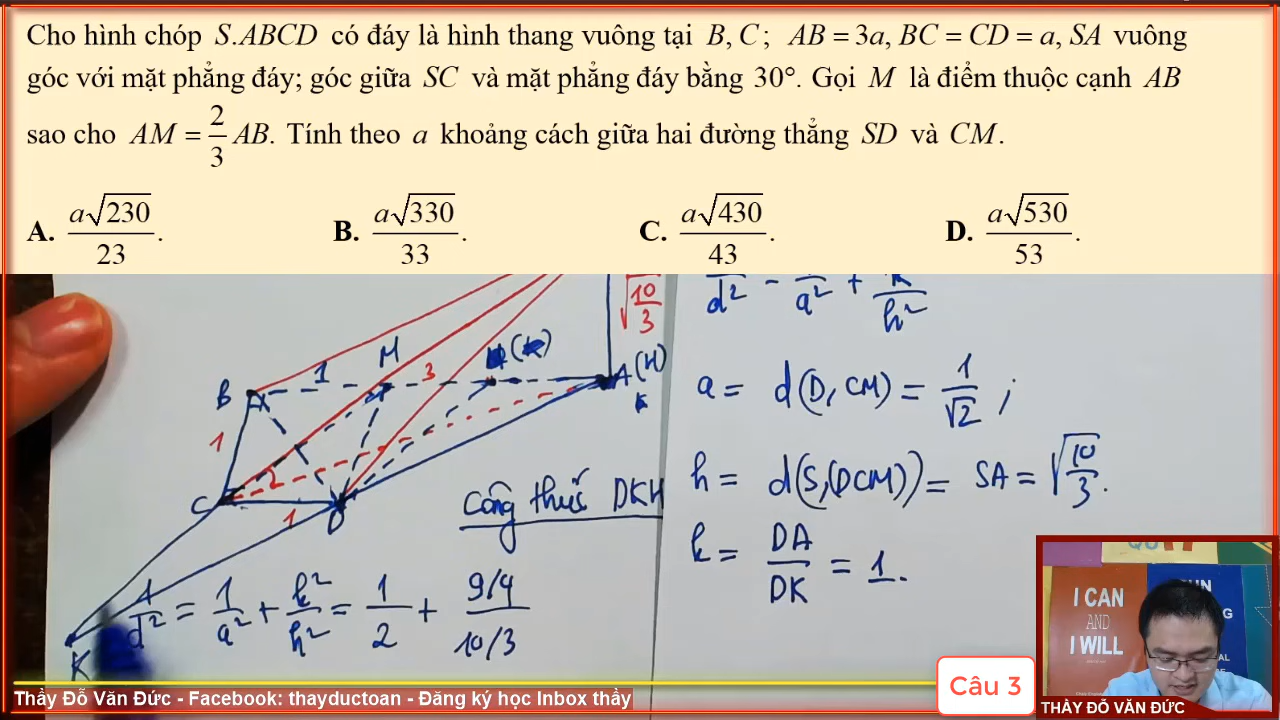 Cho hình chóp S.ABCD có đáy là hình thang vuông tại B, C; AB = 3a, BC = CD = a, SA vuông
góc với mặt phẳng đáy; góc giữa SC và mặt phẳng đáy bằng 30°. Gọi M là điểm thuộc cạnh AB
sao cho AM = 2/3 AB. Tính theo a khoảng cách giữa hai đường thẳng SD và CM.
A. a√230/23. B. a√330/33. C. a√430/43. D. a√530/53.
√10/3
B 1 M 3 A (H)
1
C 2 1 D
Công thức DKH
1/d² = 1/a² + k²/h² = 1/2 + 9/4 / 10/3
K
d² = a² + h²
a = d(D, CM) = 1/√2 ;
h = d(S,(DCM)) = SA = √10/3.
k = DA/DK = 1.
I CAN
AND
I WILL
Câu 3
Thầy Đỗ Văn Đức - Facebook: thayductoan - Đăng ký học Inbox thầy
THẦY ĐỖ VĂN ĐỨC